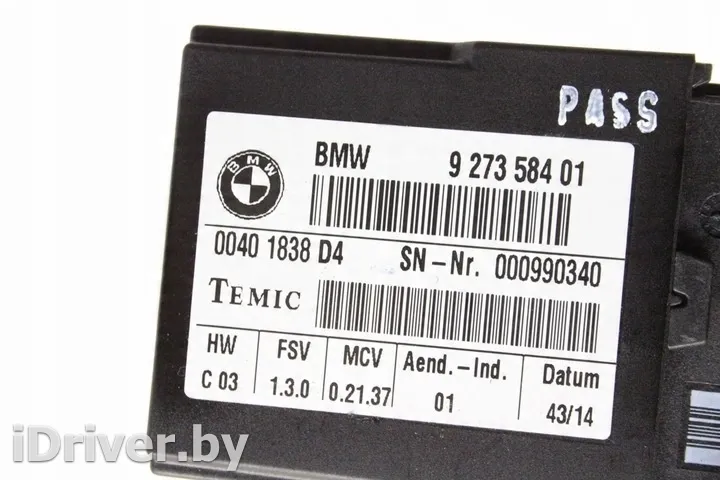 PASS
BMW
BMW 9 273 584 01
0040 1838 D4 SN-Nr. 000990340
TEMIC
HW FSV MCV Aend.-Ind. Datum
C 03 1.3.0 0.21.37 01 43/14
iDriver.by